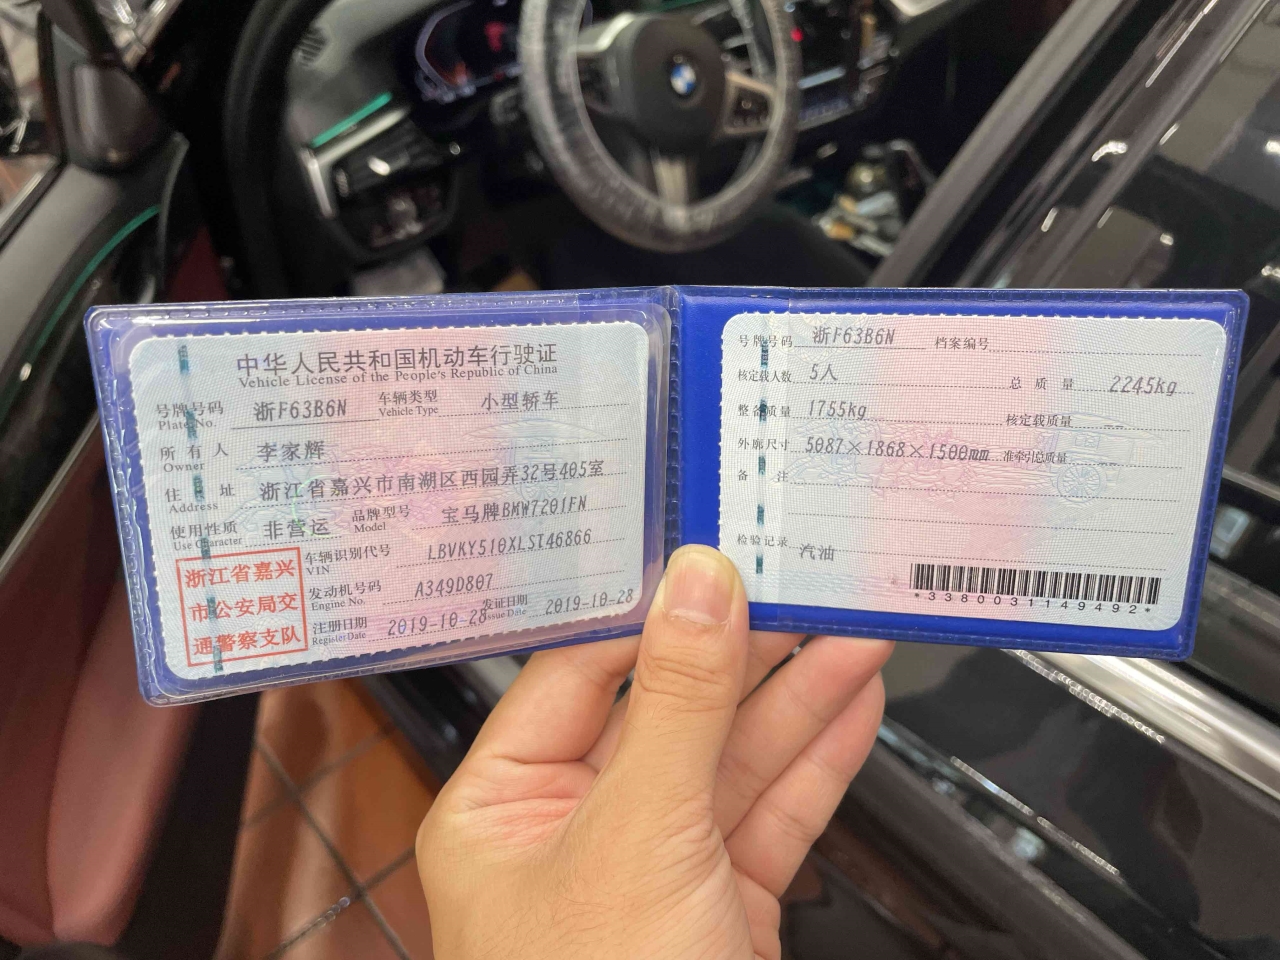 中华人民共和国机动车行驶证
Vehicle License of the People's Republic of China
号牌号码 浙F63B6N 车辆类型 小型轿车
Plate No. Vehicle Type
所有人 李家辉
Owner
住址 浙江省嘉兴市南湖区西园弄32号405室
Address
使用性质 非营运 品牌型号 宝马牌BMW7201FN
Use Character Model
浙江省嘉兴
市公安局交
通警察支队
车辆识别代号 LBVKY510XLST46866
VIN
发动机号码 A349D807
Engine No.
注册日期 2019-10-28 发证日期 2019-10-28
Register Date Issue Date
号牌号码 浙F63B6N 档案编号
核定载人数 5人 总质量 2245kg
整备质量 1755kg 核定载质量 --
外廓尺寸 5087×1868×1500mm 准牵引总质量 --
备注
检验记录 汽油
*3380031149492*